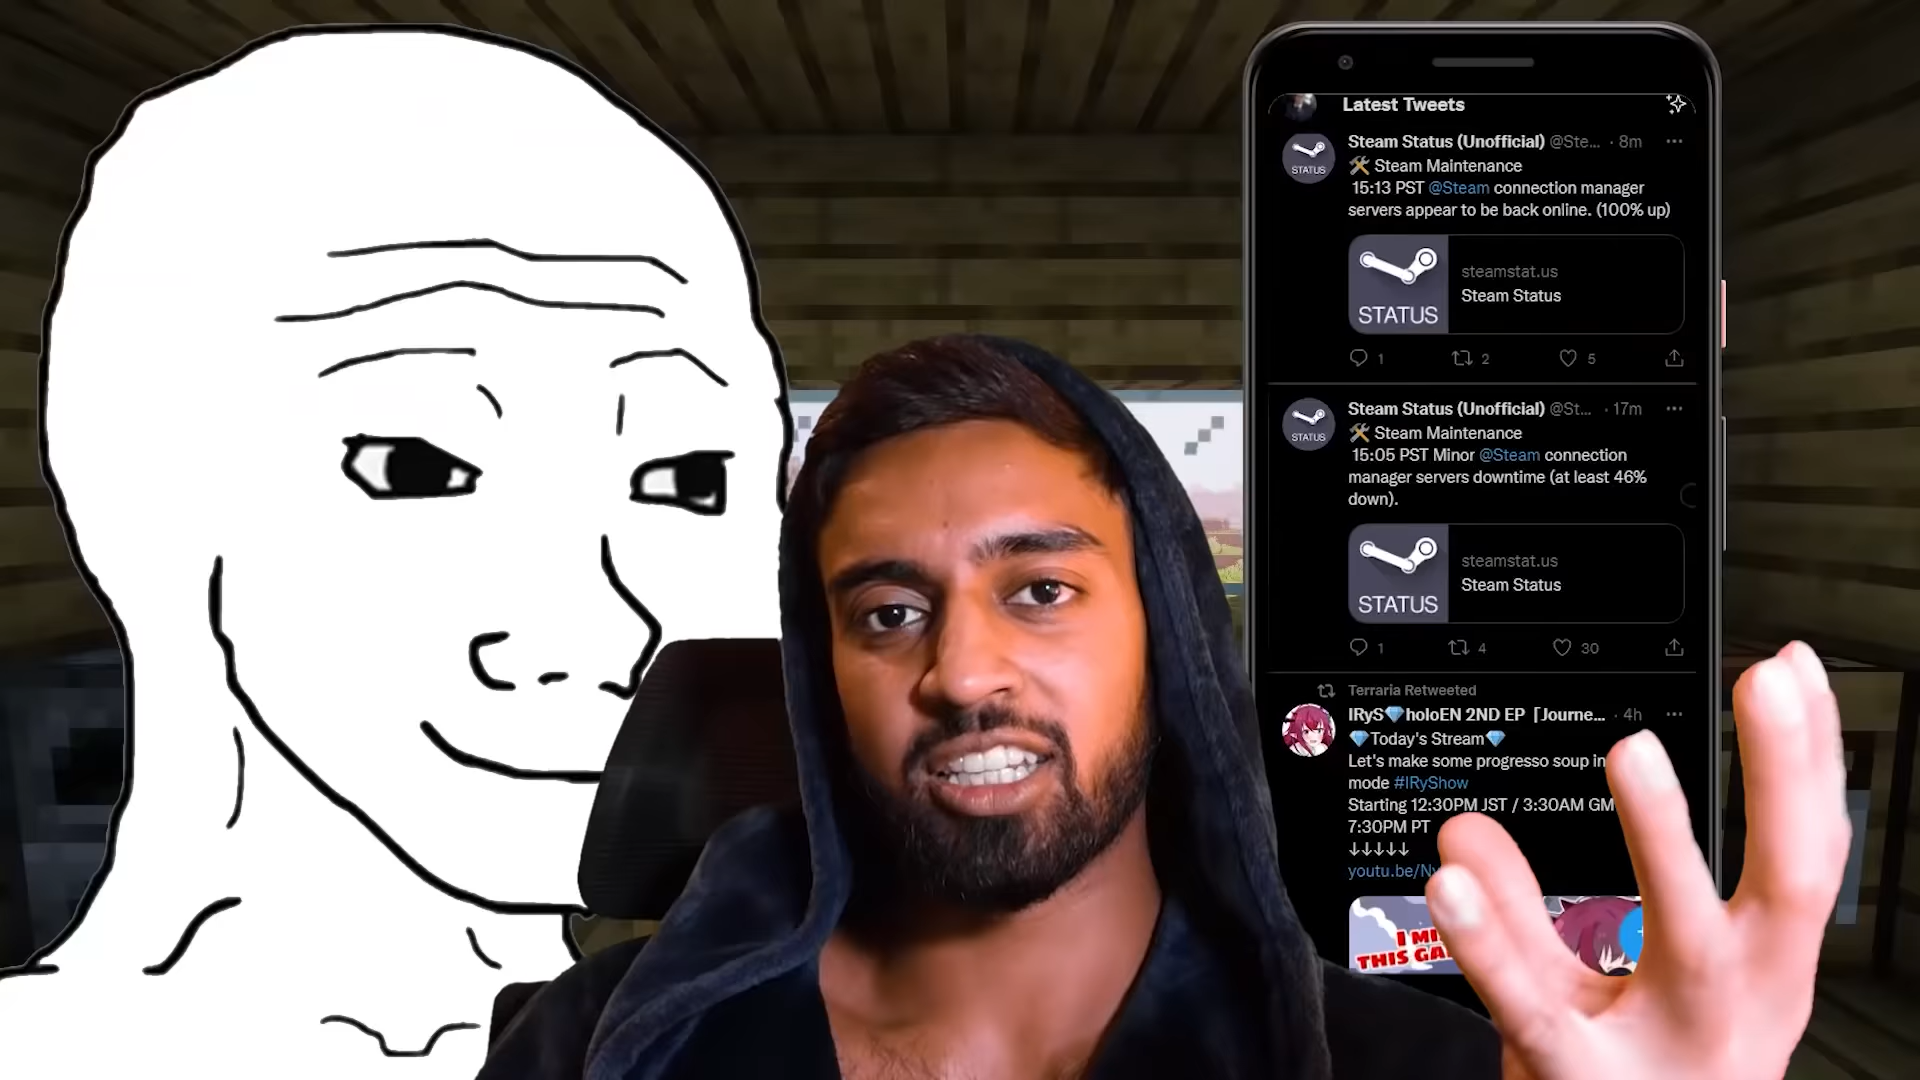 Latest Tweets
Steam Status (Unofficial) @Ste... · 8m
STATUS
🛠 Steam Maintenance
15:13 PST @Steam connection manager
servers appear to be back online. (100% up)
steamstat.us
Steam Status
STATUS
1 2 5
Steam Status (Unofficial) @St... · 17m
STATUS
🛠 Steam Maintenance
15:05 PST Minor @Steam connection
manager servers downtime (at least 46%
down).
steamstat.us
Steam Status
STATUS
1 4 30
Terraria Retweeted
IRyS💎holoEN 2ND EP「Journe... · 4h
💎Today's Stream💎
Let's make some progresso soup in
mode #IRyShow
Starting 12:30PM JST / 3:30AM GM
7:30PM PT
↓↓↓↓↓
youtu.be/Ny
I MI
THIS GA